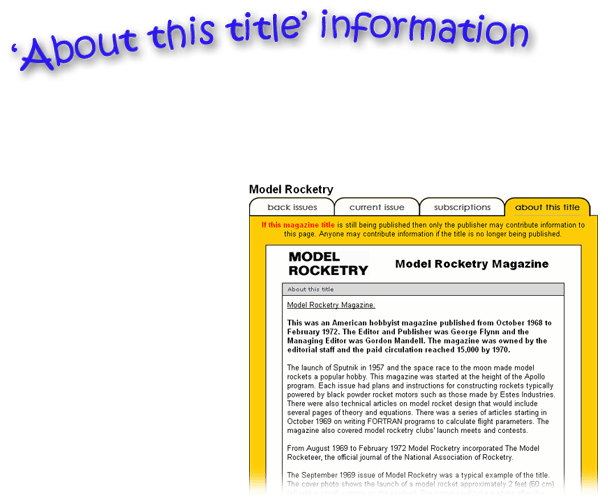 ‘About this title’ information
Model Rocketry
back issues current issue subscriptions about this title
If this magazine title is still being published then only the publisher may contribute information to
this page. Anyone may contribute information if the title is no longer being published.
MODEL
ROCKETRY
Model Rocketry Magazine
About this title
Model Rocketry Magazine.
This was an American hobbyist magazine published from October 1968 to
February 1972. The Editor and Publisher was George Flynn and the
Managing Editor was Gordon Mandell. The magazine was owned by the
editorial staff and the paid circulation reached 15,000 by 1970.
The launch of Sputnik in 1957 and the space race to the moon made model
rockets a popular hobby. This magazine was started at the height of the Apollo
program. Each issue had plans and instructions for constructing rockets typically
powered by black powder rocket motors such as those made by Estes Industries.
There were also technical articles on model rocket design that would include
several pages of theory and equations. There was a series of articles starting in
October 1969 on writing FORTRAN programs to calculate flight parameters. The
magazine also covered model rocketry clubs' launch meets and contests.
From August 1969 to February 1972 Model Rocketry incorporated The Model
Rocketeer, the official journal of the National Association of Rocketry.
The September 1969 issue of Model Rocketry was a typical example of the title.
The cover photo shows the launch of a model rocket approximately 2 feet (60 cm)